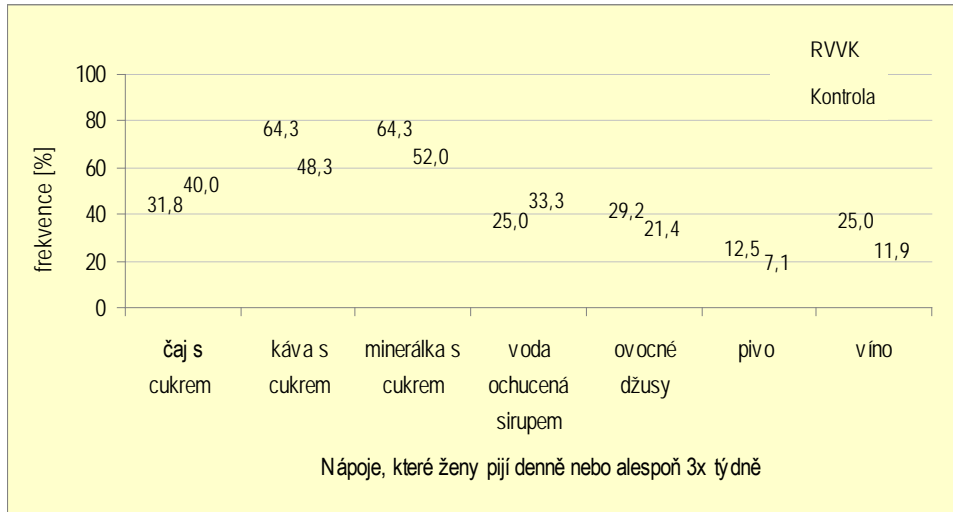 RVVK
Kontrola
frekvence [%]
100
80
60
40
20
0
31,8
40,0
64,3
48,3
64,3
52,0
25,0
33,3
29,2
21,4
12,5
7,1
25,0
11,9
čaj s
cukrem
káva s
cukrem
minerálka s
cukrem
voda
ochucená
sirupem
ovocné
džusy
pivo
víno
Nápoje, které ženy pijí denně nebo alespoň 3x týdně